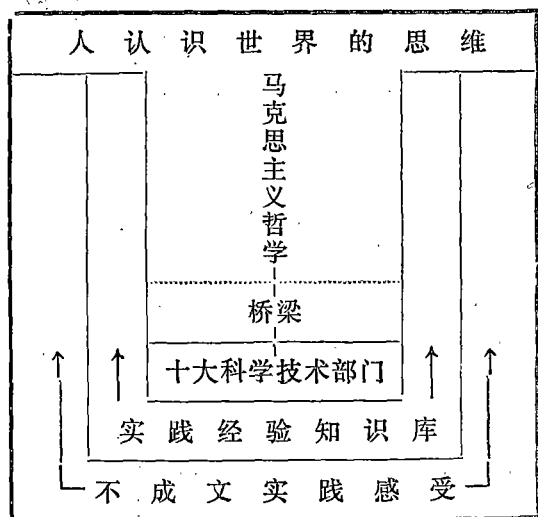 人认识世界的思维
马克思主义哲学
桥梁
十大科学技术部门
实践经验知识库
不成文实践感受